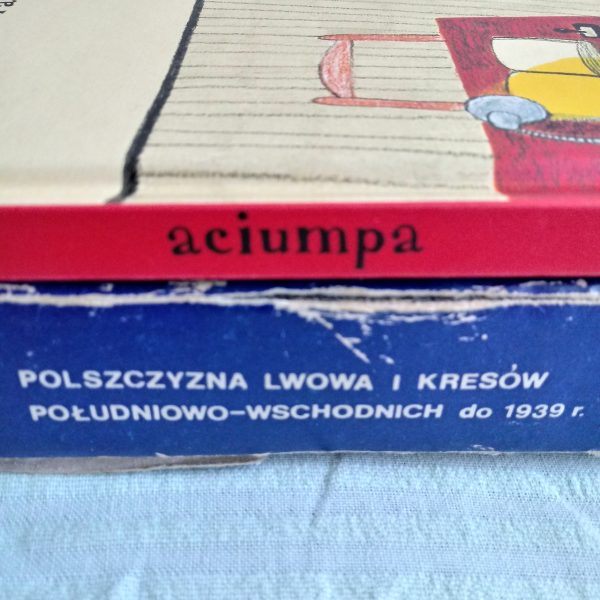 aciumpa
POLSZCZYZNA LWOWA I KRESÓW
POŁUDNIOWO-WSCHODNICH do 1939 r.